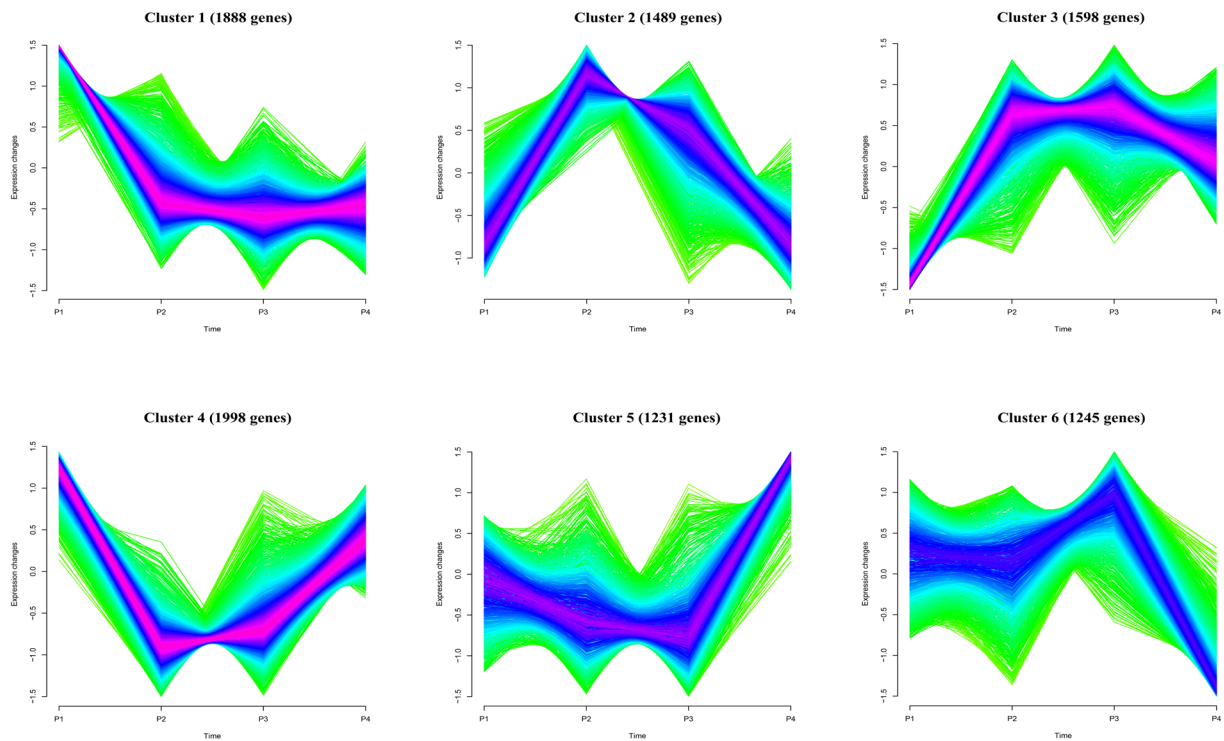 Cluster 1 (1888 genes)
Expression changes
1.5
1.0
0.5
0.0
−0.5
−1.0
−1.5
P1 P2 P3 P4
Time
Cluster 2 (1489 genes)
Expression changes
1.5
1.0
0.5
0.0
−0.5
−1.0
P1 P2 P3 P4
Time
Cluster 3 (1598 genes)
Expression changes
1.5
1.0
0.5
0.0
−0.5
−1.0
−1.5
P1 P2 P3 P4
Time
Cluster 4 (1998 genes)
Expression changes
1.5
1.0
0.5
0.0
−0.5
−1.0
−1.5
P1 P2 P3 P4
Time
Cluster 5 (1231 genes)
Expression changes
1.5
1.0
0.5
0.0
−0.5
−1.0
−1.5
P1 P2 P3 P4
Time
Cluster 6 (1245 genes)
Expression changes
1.5
1.0
0.5
0.0
−0.5
−1.0
−1.5
P1 P2 P3 P4
Time